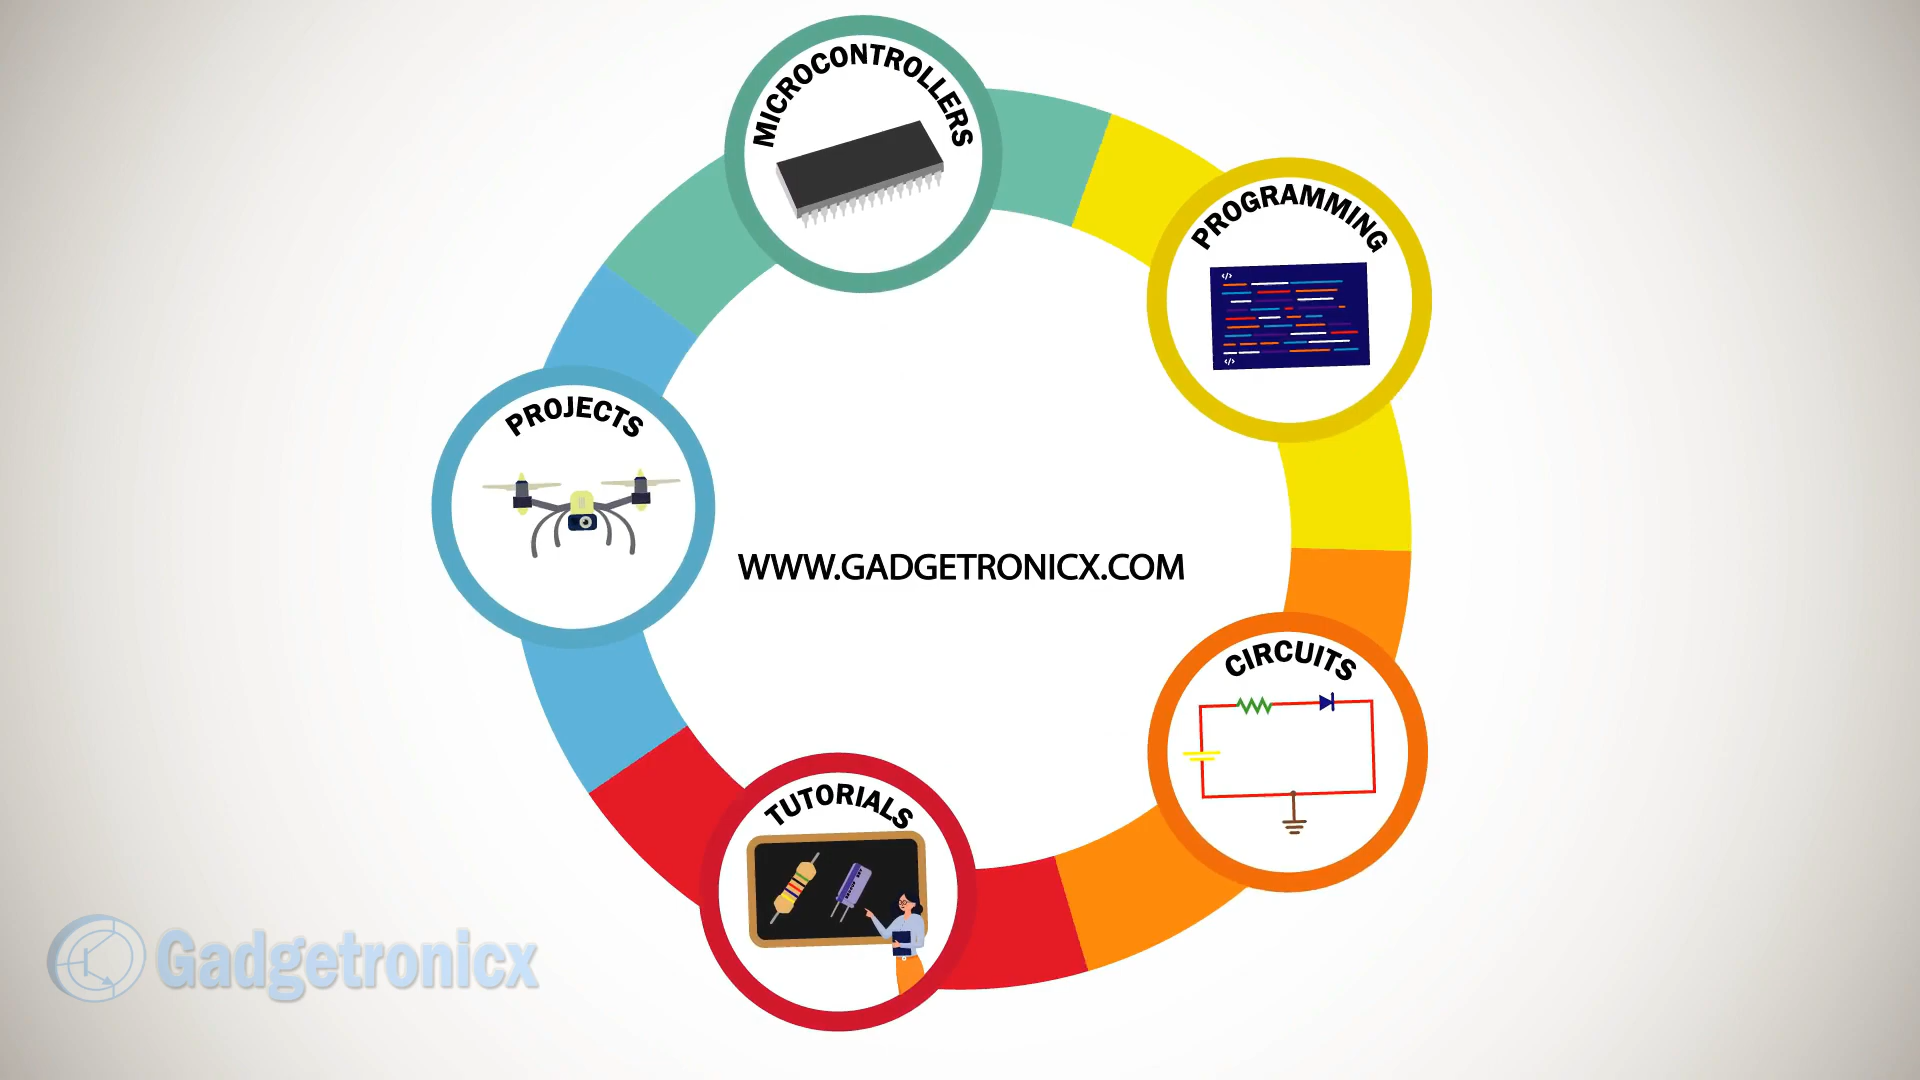 MICROCONTROLLERS
PROGRAMMING
</>
</>
PROJECTS
WWW.GADGETRONICX.COM
CIRCUITS
TUTORIALS
Gadgetronicx